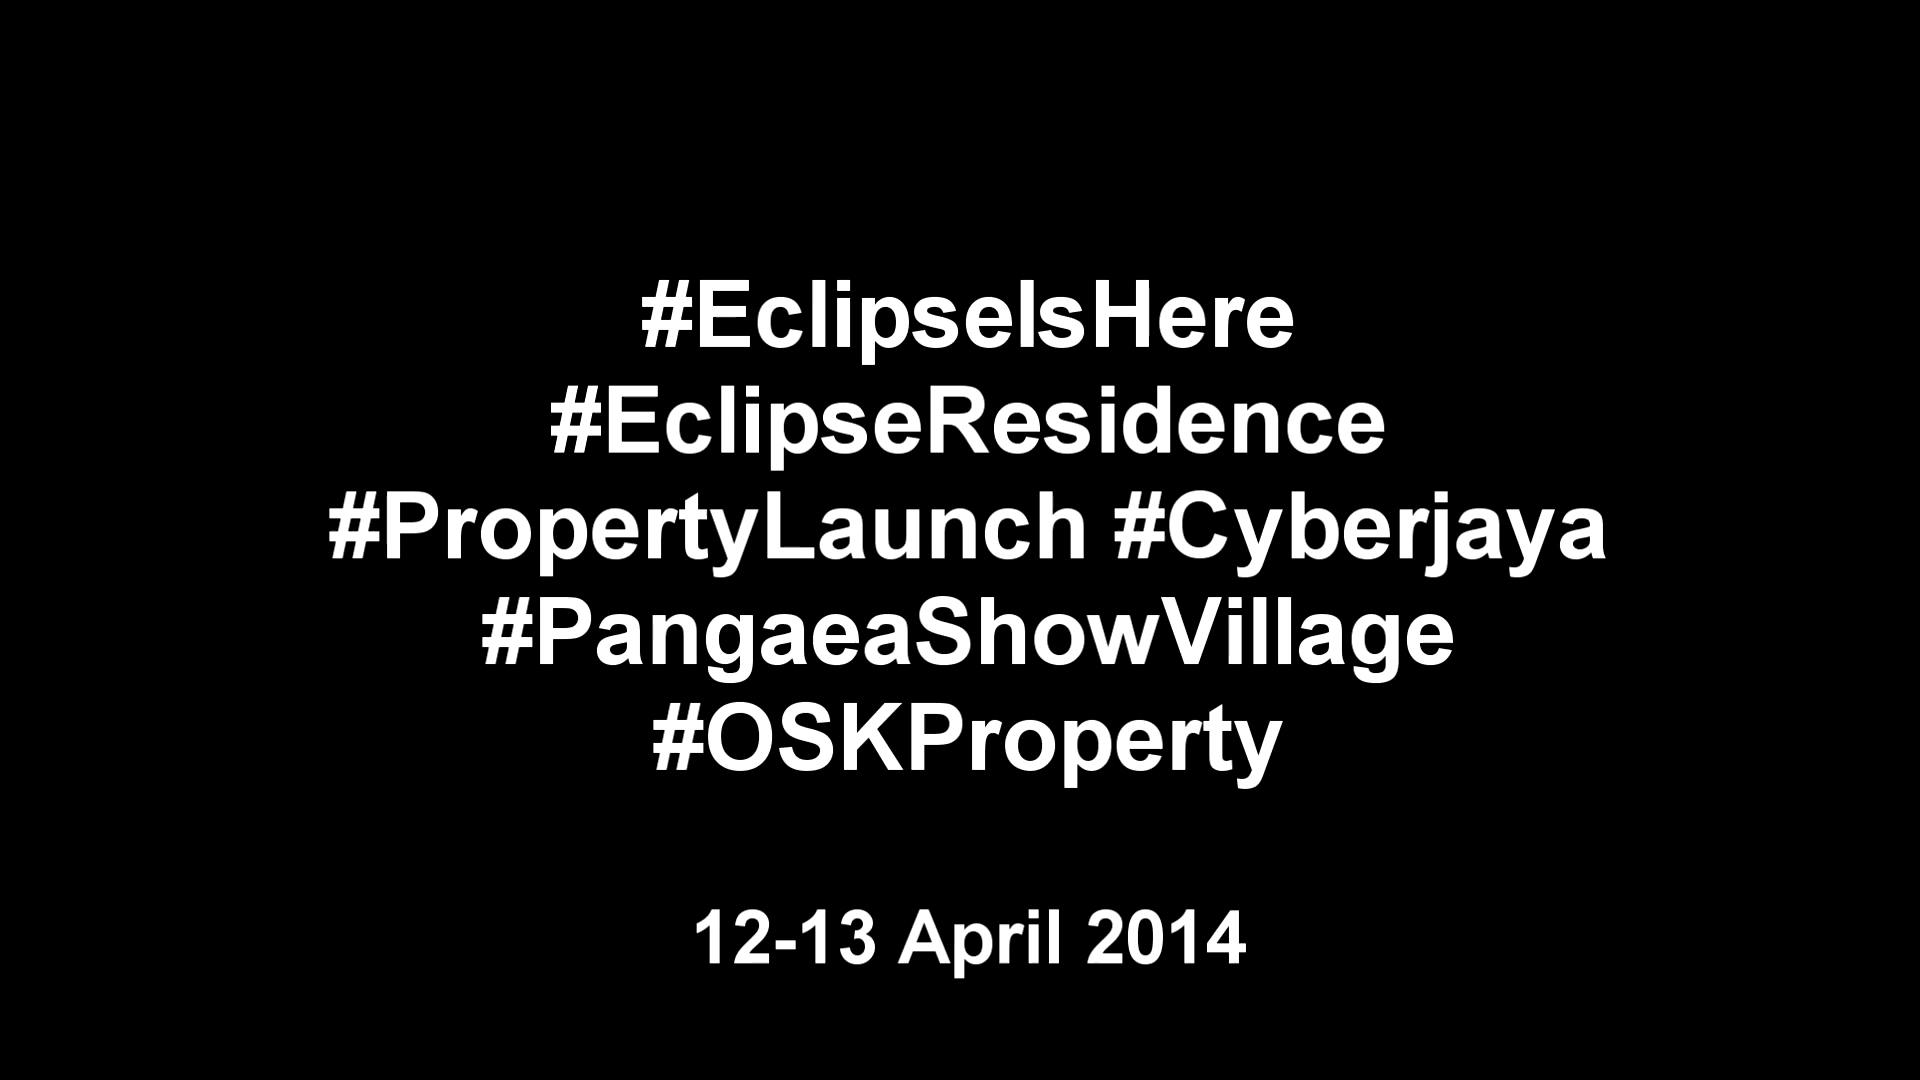 #EclipseIsHere
#EclipseResidence
#PropertyLaunch #Cyberjaya
#PangaeaShowVillage
#OSKProperty
12-13 April 2014